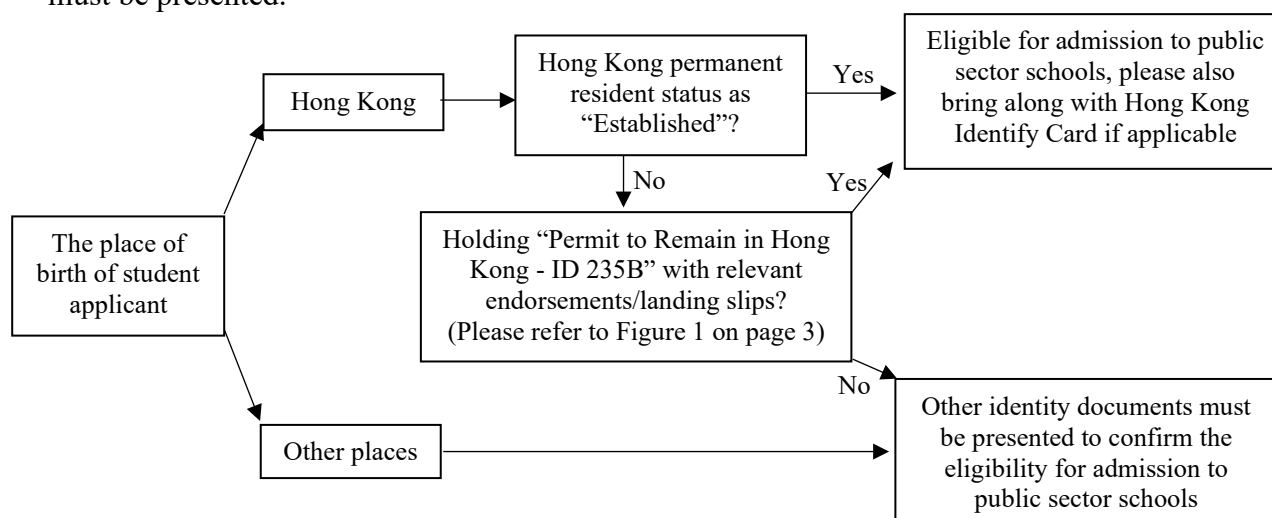 must be presented.
Hong Kong
Hong Kong permanent
resident status as
“Established”?
Yes
Eligible for admission to public
sector schools, please also
bring along with Hong Kong
Identify Card if applicable
No
Yes
The place of
birth of student
applicant
Holding “Permit to Remain in Hong
Kong - ID 235B” with relevant
endorsements/landing slips?
(Please refer to Figure 1 on page 3)
No
Other places
Other identity documents must
be presented to confirm the
eligibility for admission to
public sector schools